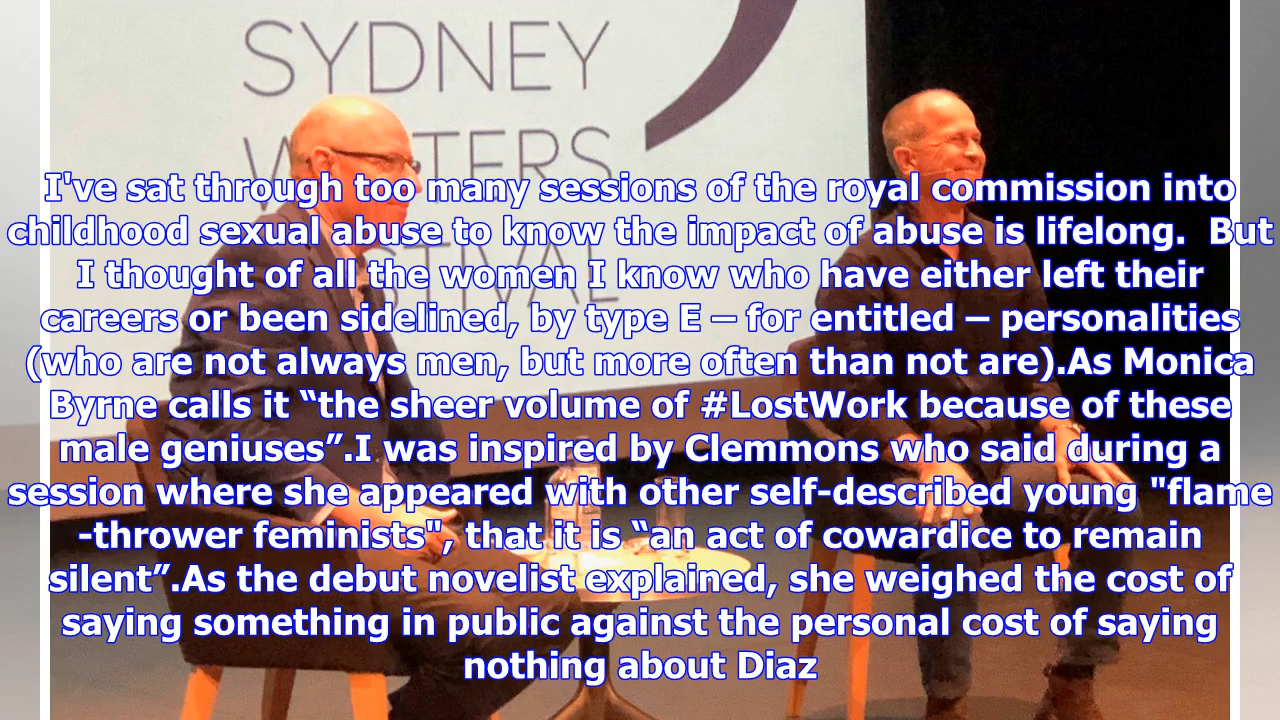 SYDNEY
WRITERS
STIVAL
I've sat through too many sessions of the royal commission into
childhood sexual abuse to know the impact of abuse is lifelong.  But
I thought of all the women I know who have either left their
careers or been sidelined, by type E – for entitled – personalities
(who are not always men, but more often than not are).As Monica
Byrne calls it “the sheer volume of #LostWork because of these
male geniuses”.I was inspired by Clemmons who said during a
session where she appeared with other self-described young "flame
-thrower feminists", that it is “an act of cowardice to remain
silent”.As the debut novelist explained, she weighed the cost of
saying something in public against the personal cost of saying
nothing about Diaz